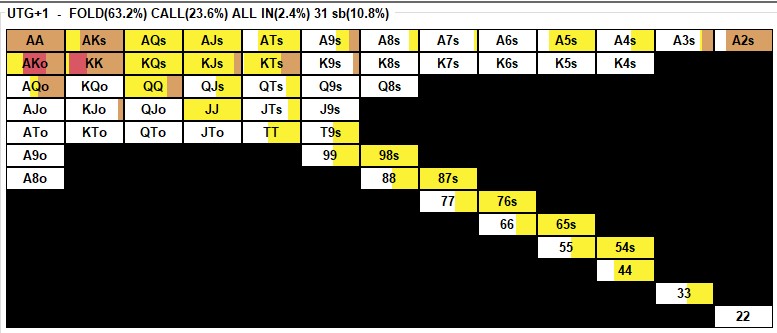 UTG+1 - FOLD(63.2%) CALL(23.6%) ALL IN(2.4%) 31 sb(10.8%)
AA AKs AQs AJs ATs A9s A8s A7s A6s A5s A4s A3s A2s
AKo KK KQs KJs KTs K9s K8s K7s K6s K5s K4s
AQo KQo QQ QJs QTs Q9s Q8s
AJo KJo QJo JJ JTs J9s
ATo KTo QTo JTo TT T9s
A9o 99 98s
A8o 88 87s
77 76s
66 65s
55 54s
44
33
22